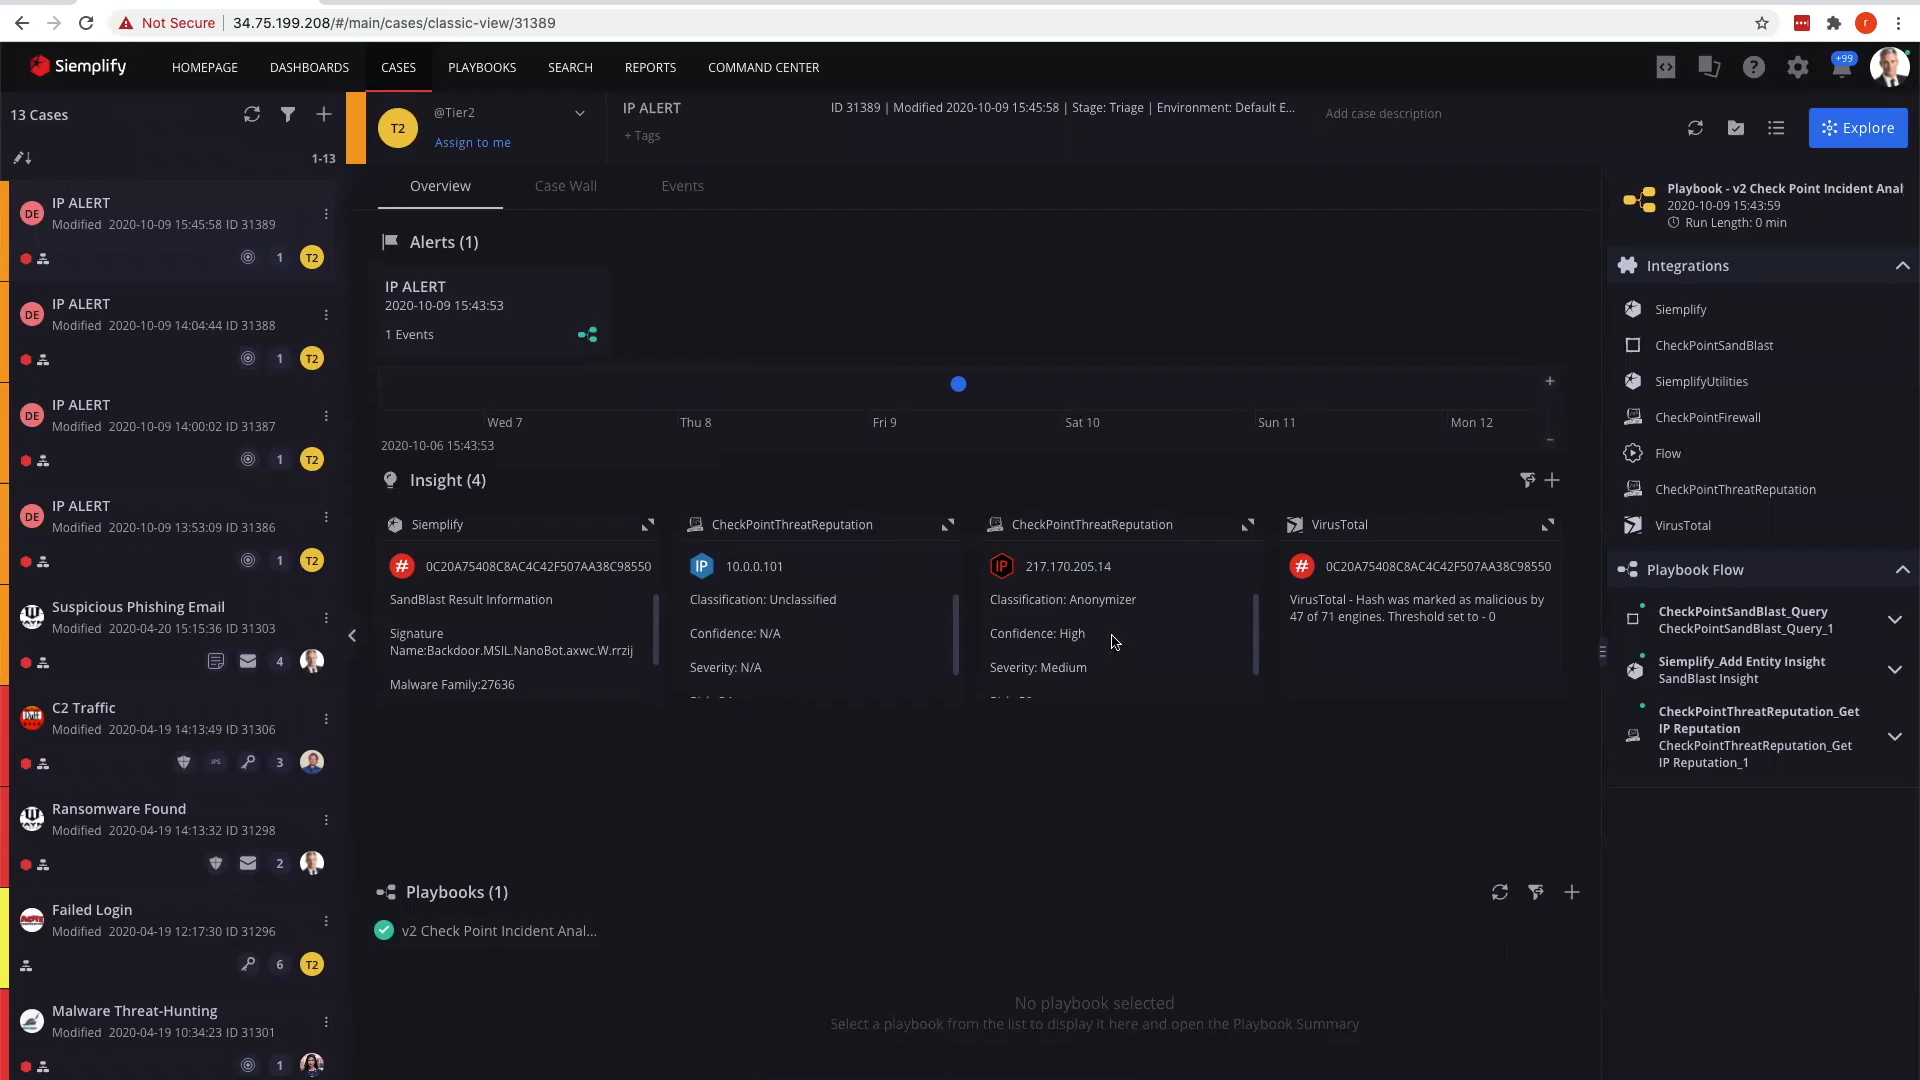 Not Secure 34.75.199.208/#/main/cases/classic-view/31389
r
Siemplify HOMEPAGE DASHBOARDS CASES PLAYBOOKS SEARCH REPORTS COMMAND CENTER +99
13 Cases
1-13
T2 @Tier2
Assign to me
IP ALERT
+ Tags
ID 31389 | Modified 2020-10-09 15:45:58 | Stage: Triage | Environment: Default E...
Add case description
Explore
DE IP ALERT
Modified 2020-10-09 15:45:58 ID 31389
1 T2
DE IP ALERT
Modified 2020-10-09 14:04:44 ID 31388
1 T2
DE IP ALERT
Modified 2020-10-09 14:00:02 ID 31387
1 T2
DE IP ALERT
Modified 2020-10-09 13:53:09 ID 31386
1 T2
Suspicious Phishing Email
Modified 2020-04-20 15:15:36 ID 31303
4
C2 Traffic
Modified 2020-04-19 14:13:49 ID 31306
IPS 3
Ransomware Found
Modified 2020-04-19 14:13:32 ID 31298
2
Failed Login
Modified 2020-04-19 12:17:30 ID 31296
6 T2
Malware Threat-Hunting
Modified 2020-04-19 10:34:23 ID 31301
1
Overview Case Wall Events
Alerts (1)
IP ALERT
2020-10-09 15:43:53
1 Events
Wed 7 Thu 8 Fri 9 Sat 10 Sun 11 Mon 12
2020-10-06 15:43:53
Insight (4)
Siemplify
# 0C20A75408C8AC4C42F507AA38C98550
SandBlast Result Information
Signature
Name:Backdoor.MSIL.NanoBot.axwc.W.rrzij
Malware Family:27636
CheckPointThreatReputation
IP 10.0.0.101
Classification: Unclassified
Confidence: N/A
Severity: N/A
CheckPointThreatReputation
IP 217.170.205.14
Classification: Anonymizer
Confidence: High
Severity: Medium
VirusTotal
# 0C20A75408C8AC4C42F507AA38C98550
VirusTotal - Hash was marked as malicious by
47 of 71 engines. Threshold set to - 0
Playbooks (1)
v2 Check Point Incident Anal...
No playbook selected
Select a playbook from the list to display it here and open the Playbook Summary
Playbook - v2 Check Point Incident Anal
2020-10-09 15:43:59
Run Length: 0 min
Integrations
Siemplify
CheckPointSandBlast
SiemplifyUtilities
CheckPointFirewall
Flow
CheckPointThreatReputation
VirusTotal
Playbook Flow
CheckPointSandBlast_Query
CheckPointSandBlast_Query_1
Siemplify_Add Entity Insight
SandBlast Insight
CheckPointThreatReputation_Get
IP Reputation
CheckPointThreatReputation_Get
IP Reputation_1